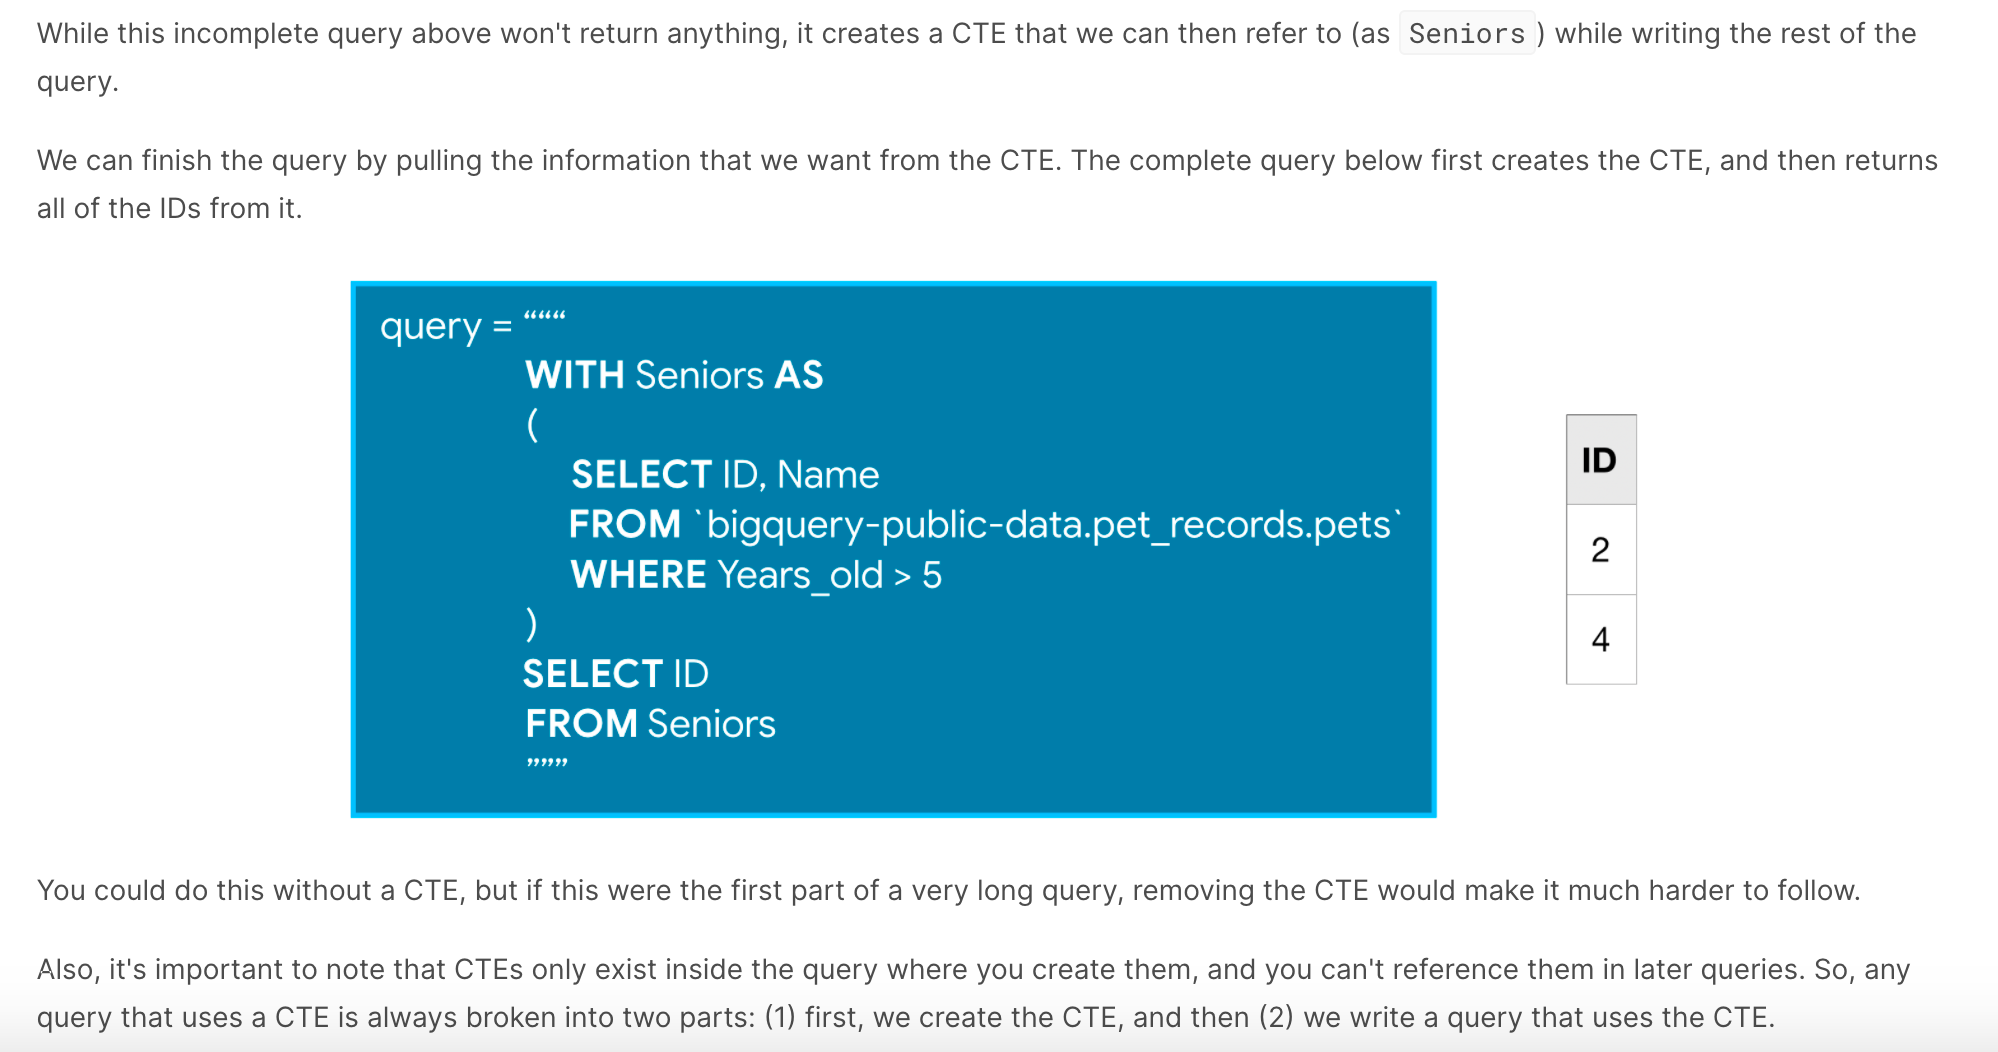 While this incomplete query above won't return anything, it creates a CTE that we can then refer to (as Seniors) while writing the rest of the
query.
We can finish the query by pulling the information that we want from the CTE. The complete query below first creates the CTE, and then returns
all of the IDs from it.
query = “““
WITH Seniors AS
(
SELECT ID, Name
FROM `bigquery-public-data.pet_records.pets`
WHERE Years_old > 5
)
SELECT ID
FROM Seniors
”””
ID
2
4
You could do this without a CTE, but if this were the first part of a very long query, removing the CTE would make it much harder to follow.
Also, it's important to note that CTEs only exist inside the query where you create them, and you can't reference them in later queries. So, any
query that uses a CTE is always broken into two parts: (1) first, we create the CTE, and then (2) we write a query that uses the CTE.